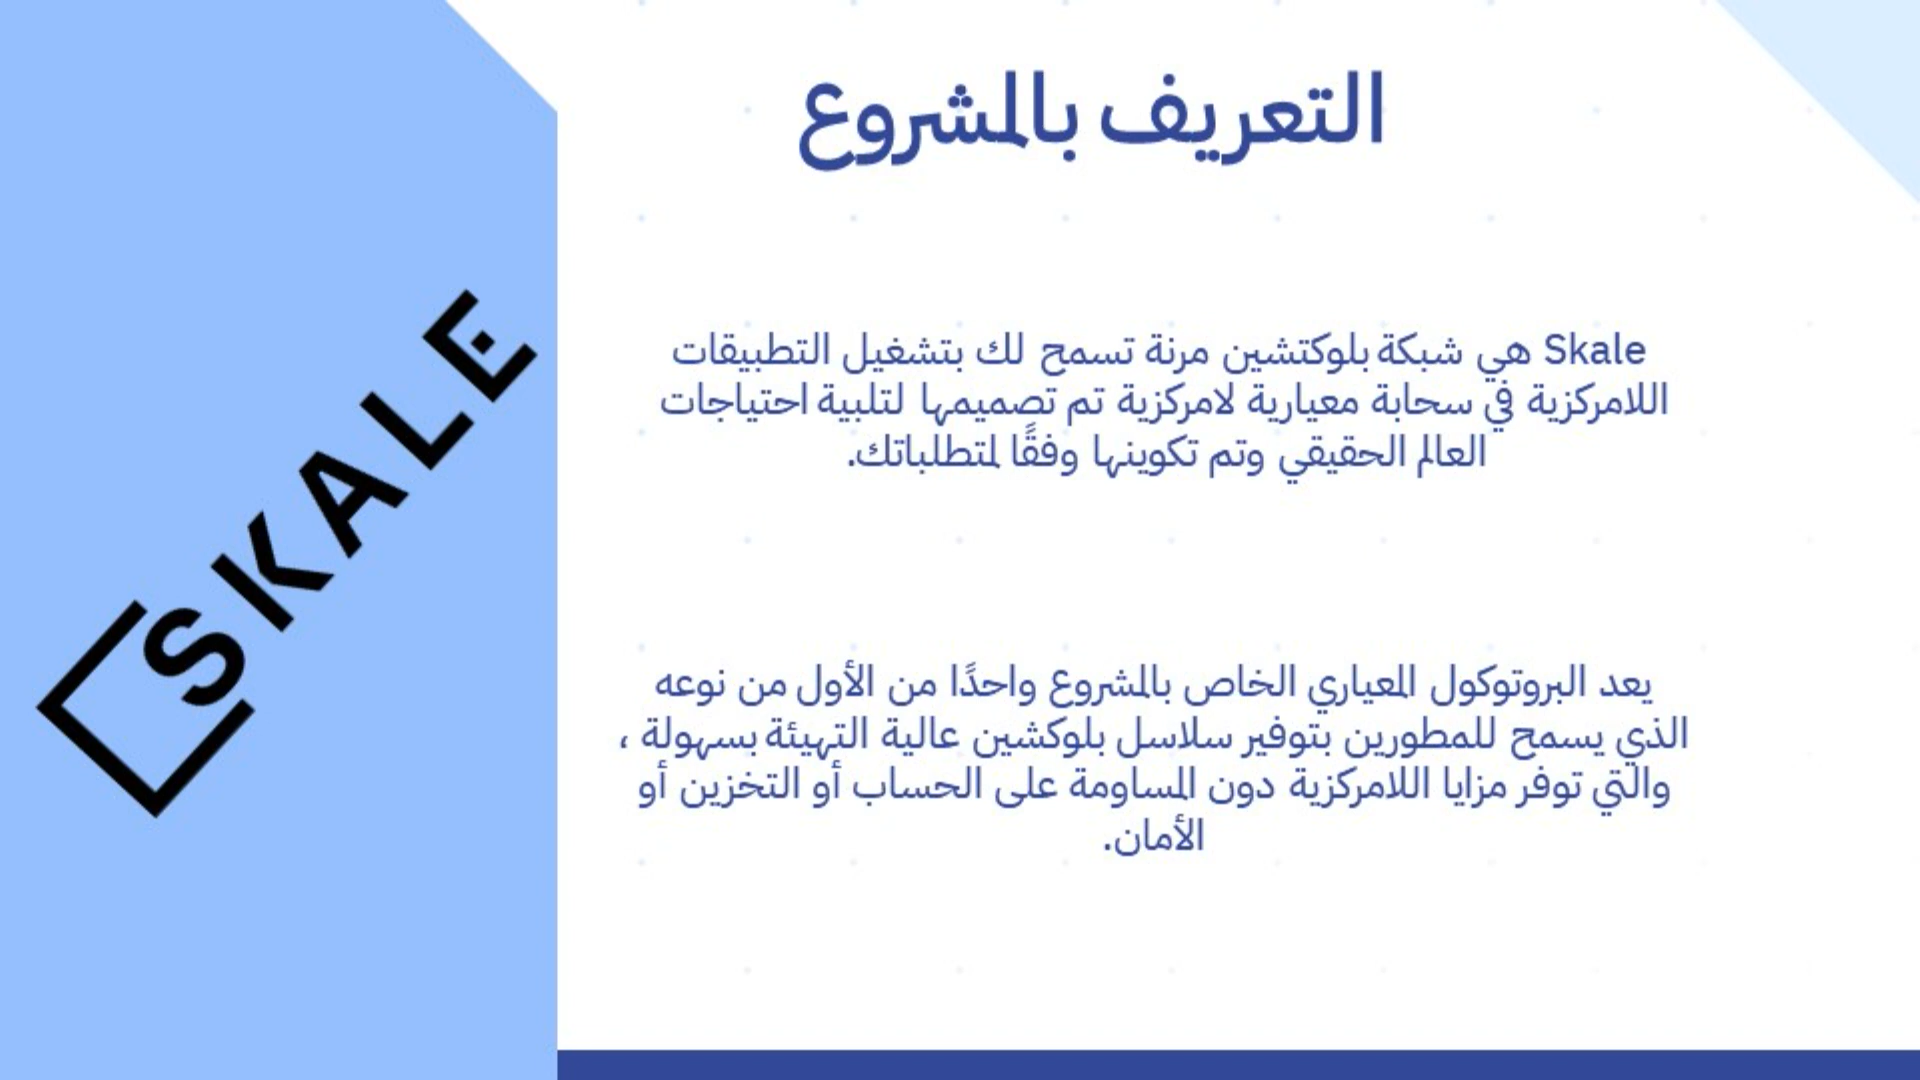 التعريف بالمشروع
Skale هي شبكة بلوكتشين مرنة تسمح لك بتشغيل التطبيقات
اللامركزية في سحابة معيارية لامركزية تم تصميمها لتلبية احتياجات
العالم الحقيقي وتم تكوينها وفقًا لمتطلباتك.
يعد البروتوكول المعياري الخاص بالمشروع واحدًا من الأول من نوعه
الذي يسمح للمطورين بتوفير سلاسل بلوكشين عالية التهيئة بسهولة ،
والتي توفر مزايا اللامركزية دون المساومة على الحساب أو التخزين أو
الأمان.
SKALE